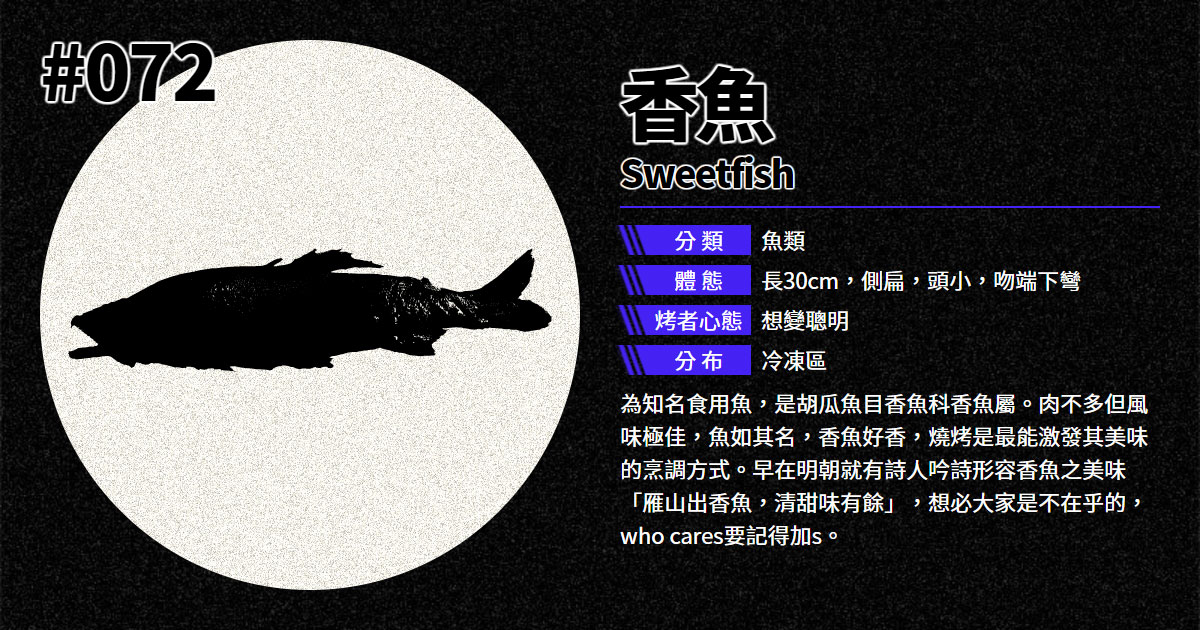 #072
香魚
Sweetfish
分類 魚類
體態 長30cm，側扁，頭小，吻端下彎
烤者心態 想變聰明
分布 冷凍區
為知名食用魚，是胡瓜魚目香魚科香魚屬。肉不多但風
味極佳，魚如其名，香魚好香，燒烤是最能激發其美味
的烹調方式。早在明朝就有詩人吟詩形容香魚之美味
「雁山出香魚，清甜味有餘」，想必大家是不在乎的，
who cares要記得加s。